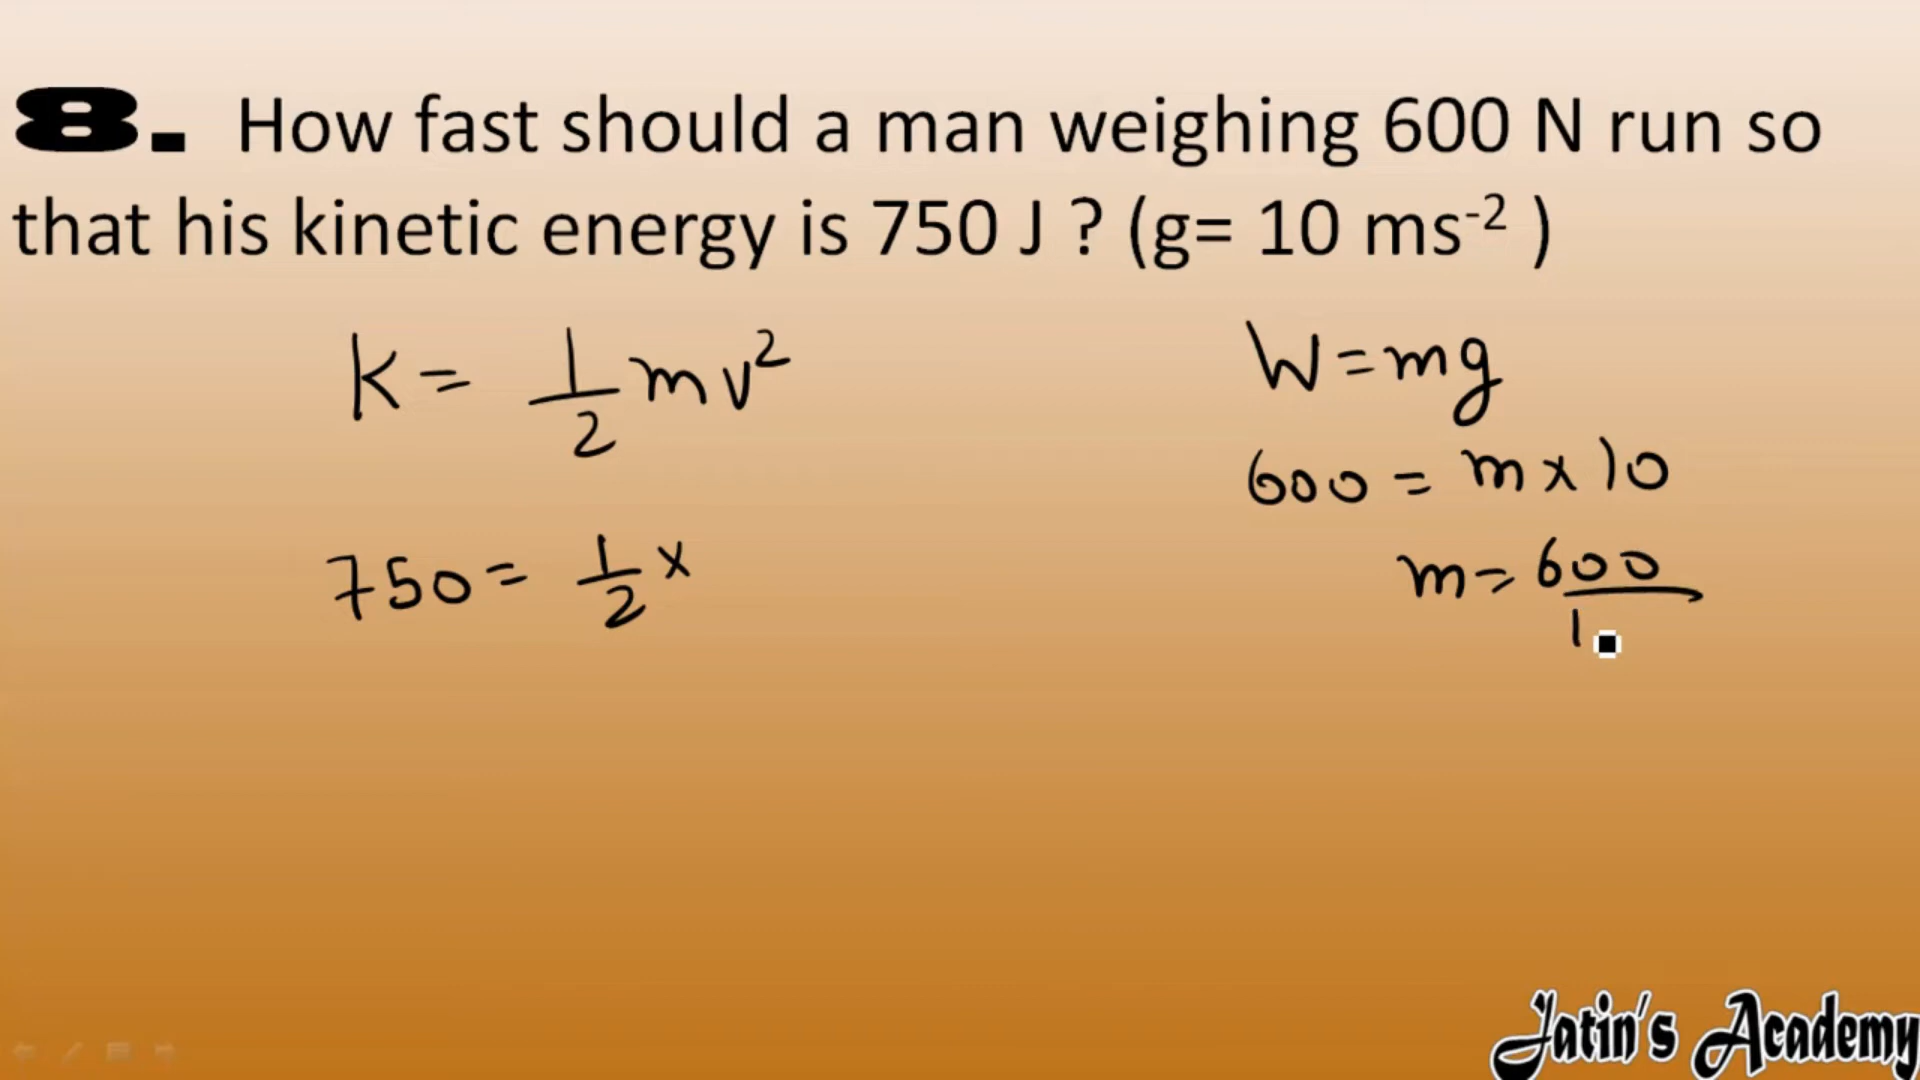 8. How fast should a man weighing 600 N run so
that his kinetic energy is 750 J ? (g= 10 ms⁻² )
K = 1/2 mv²
W = mg
600 = m x 10
750 = 1/2 x
m = 600/1
Jatin's Academy